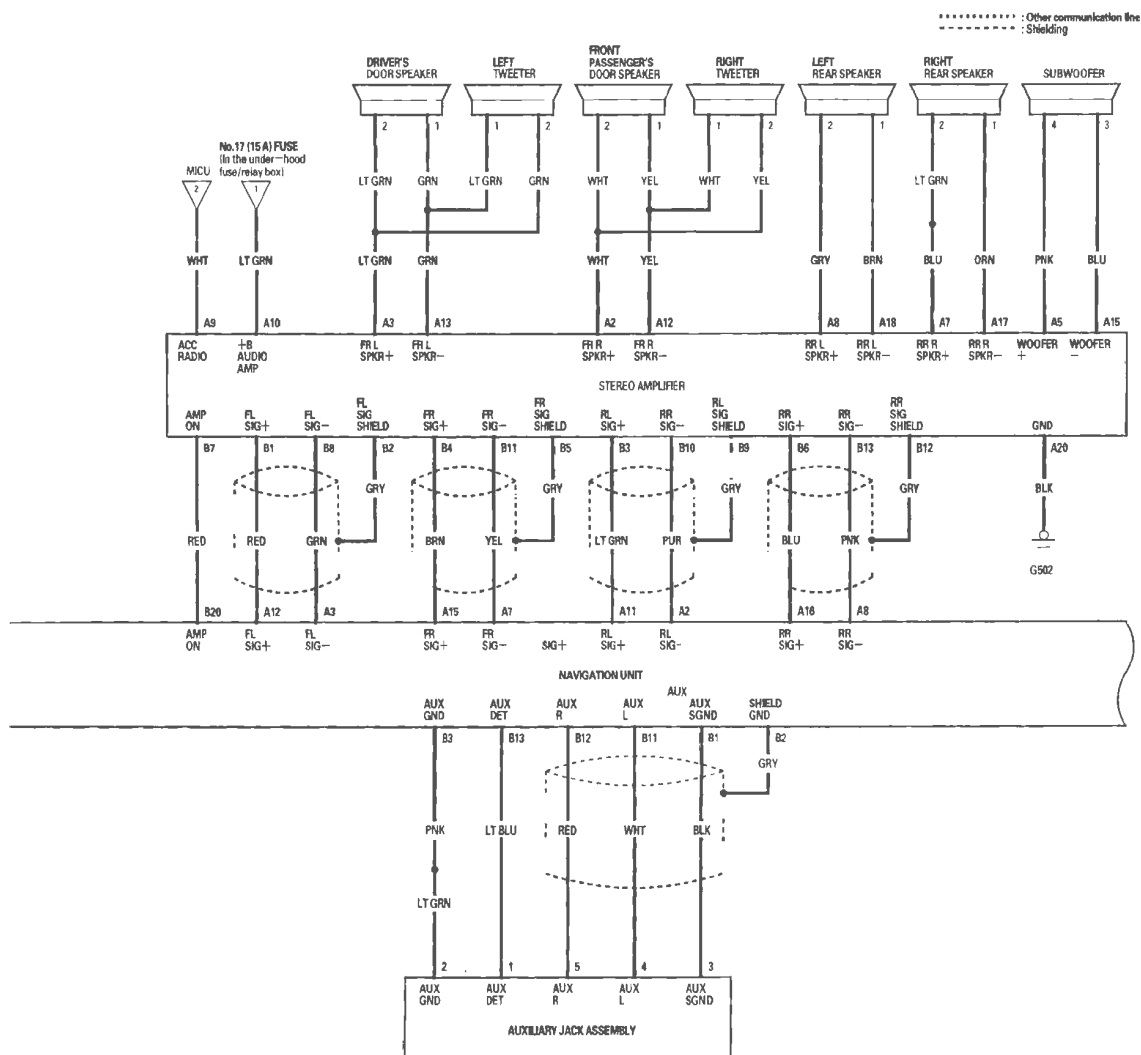 : Other communication line
: Shielding
DRIVER'S DOOR SPEAKER
LEFT TWEETER
FRONT PASSENGER'S DOOR SPEAKER
RIGHT TWEETER
LEFT REAR SPEAKER
RIGHT REAR SPEAKER
SUBWOOFER
2 1 1 2 2 1 1 2 2 1 2 1 4 3
No.17 (15 A) FUSE
(In the under-hood
fuse/relay box)
MICU
2 1
LT GRN GRN LT GRN GRN WHT YEL WHT YEL LT GRN
WHT LT GRN LT GRN GRN WHT YEL GRY BRN BLU ORN PNK BLU
A9 A10 A3 A13 A2 A12 A8 A18 A7 A17 A5 A15
ACC RADIO
+B AUDIO AMP
FR L SPKR+
FR L SPKR-
FR R SPKR+
FR R SPKR-
RR L SPKR+
RR L SPKR-
RR R SPKR+
RR R SPKR-
WOOFER +
WOOFER -
STEREO AMPLIFIER
AMP ON
FL SIG+
FL SIG-
FL SIG SHIELD
FR SIG+
FR SIG-
FR SIG SHIELD
RL SIG+
RR SIG-
RL SIG SHIELD
RR SIG+
RR SIG-
RR SIG SHIELD
GND
B7 B1 B8 B2 B4 B11 B5 B3 B10 B9 B6 B13 B12 A20
GRY GRY GRY GRY BLK
RED RED GRN BRN YEL LT GRN PUR BLU PNK
G502
B20 A12 A3 A15 A7 A11 A2 A16 A8
AMP ON
FL SIG+
FL SIG-
FR SIG+
FR SIG-
SIG+
RL SIG+
RL SIG-
RR SIG+
RR SIG-
NAVIGATION UNIT
AUX GND
AUX DET
AUX R
AUX L
AUX
AUX SGND
SHIELD GND
B3 B13 B12 B11 B1 B2
GRY
PNK LT BLU RED WHT BLK
LT GRN
2 1 5 4 3
AUX GND
AUX DET
AUX R
AUX L
AUX SGND
AUXILIARY JACK ASSEMBLY